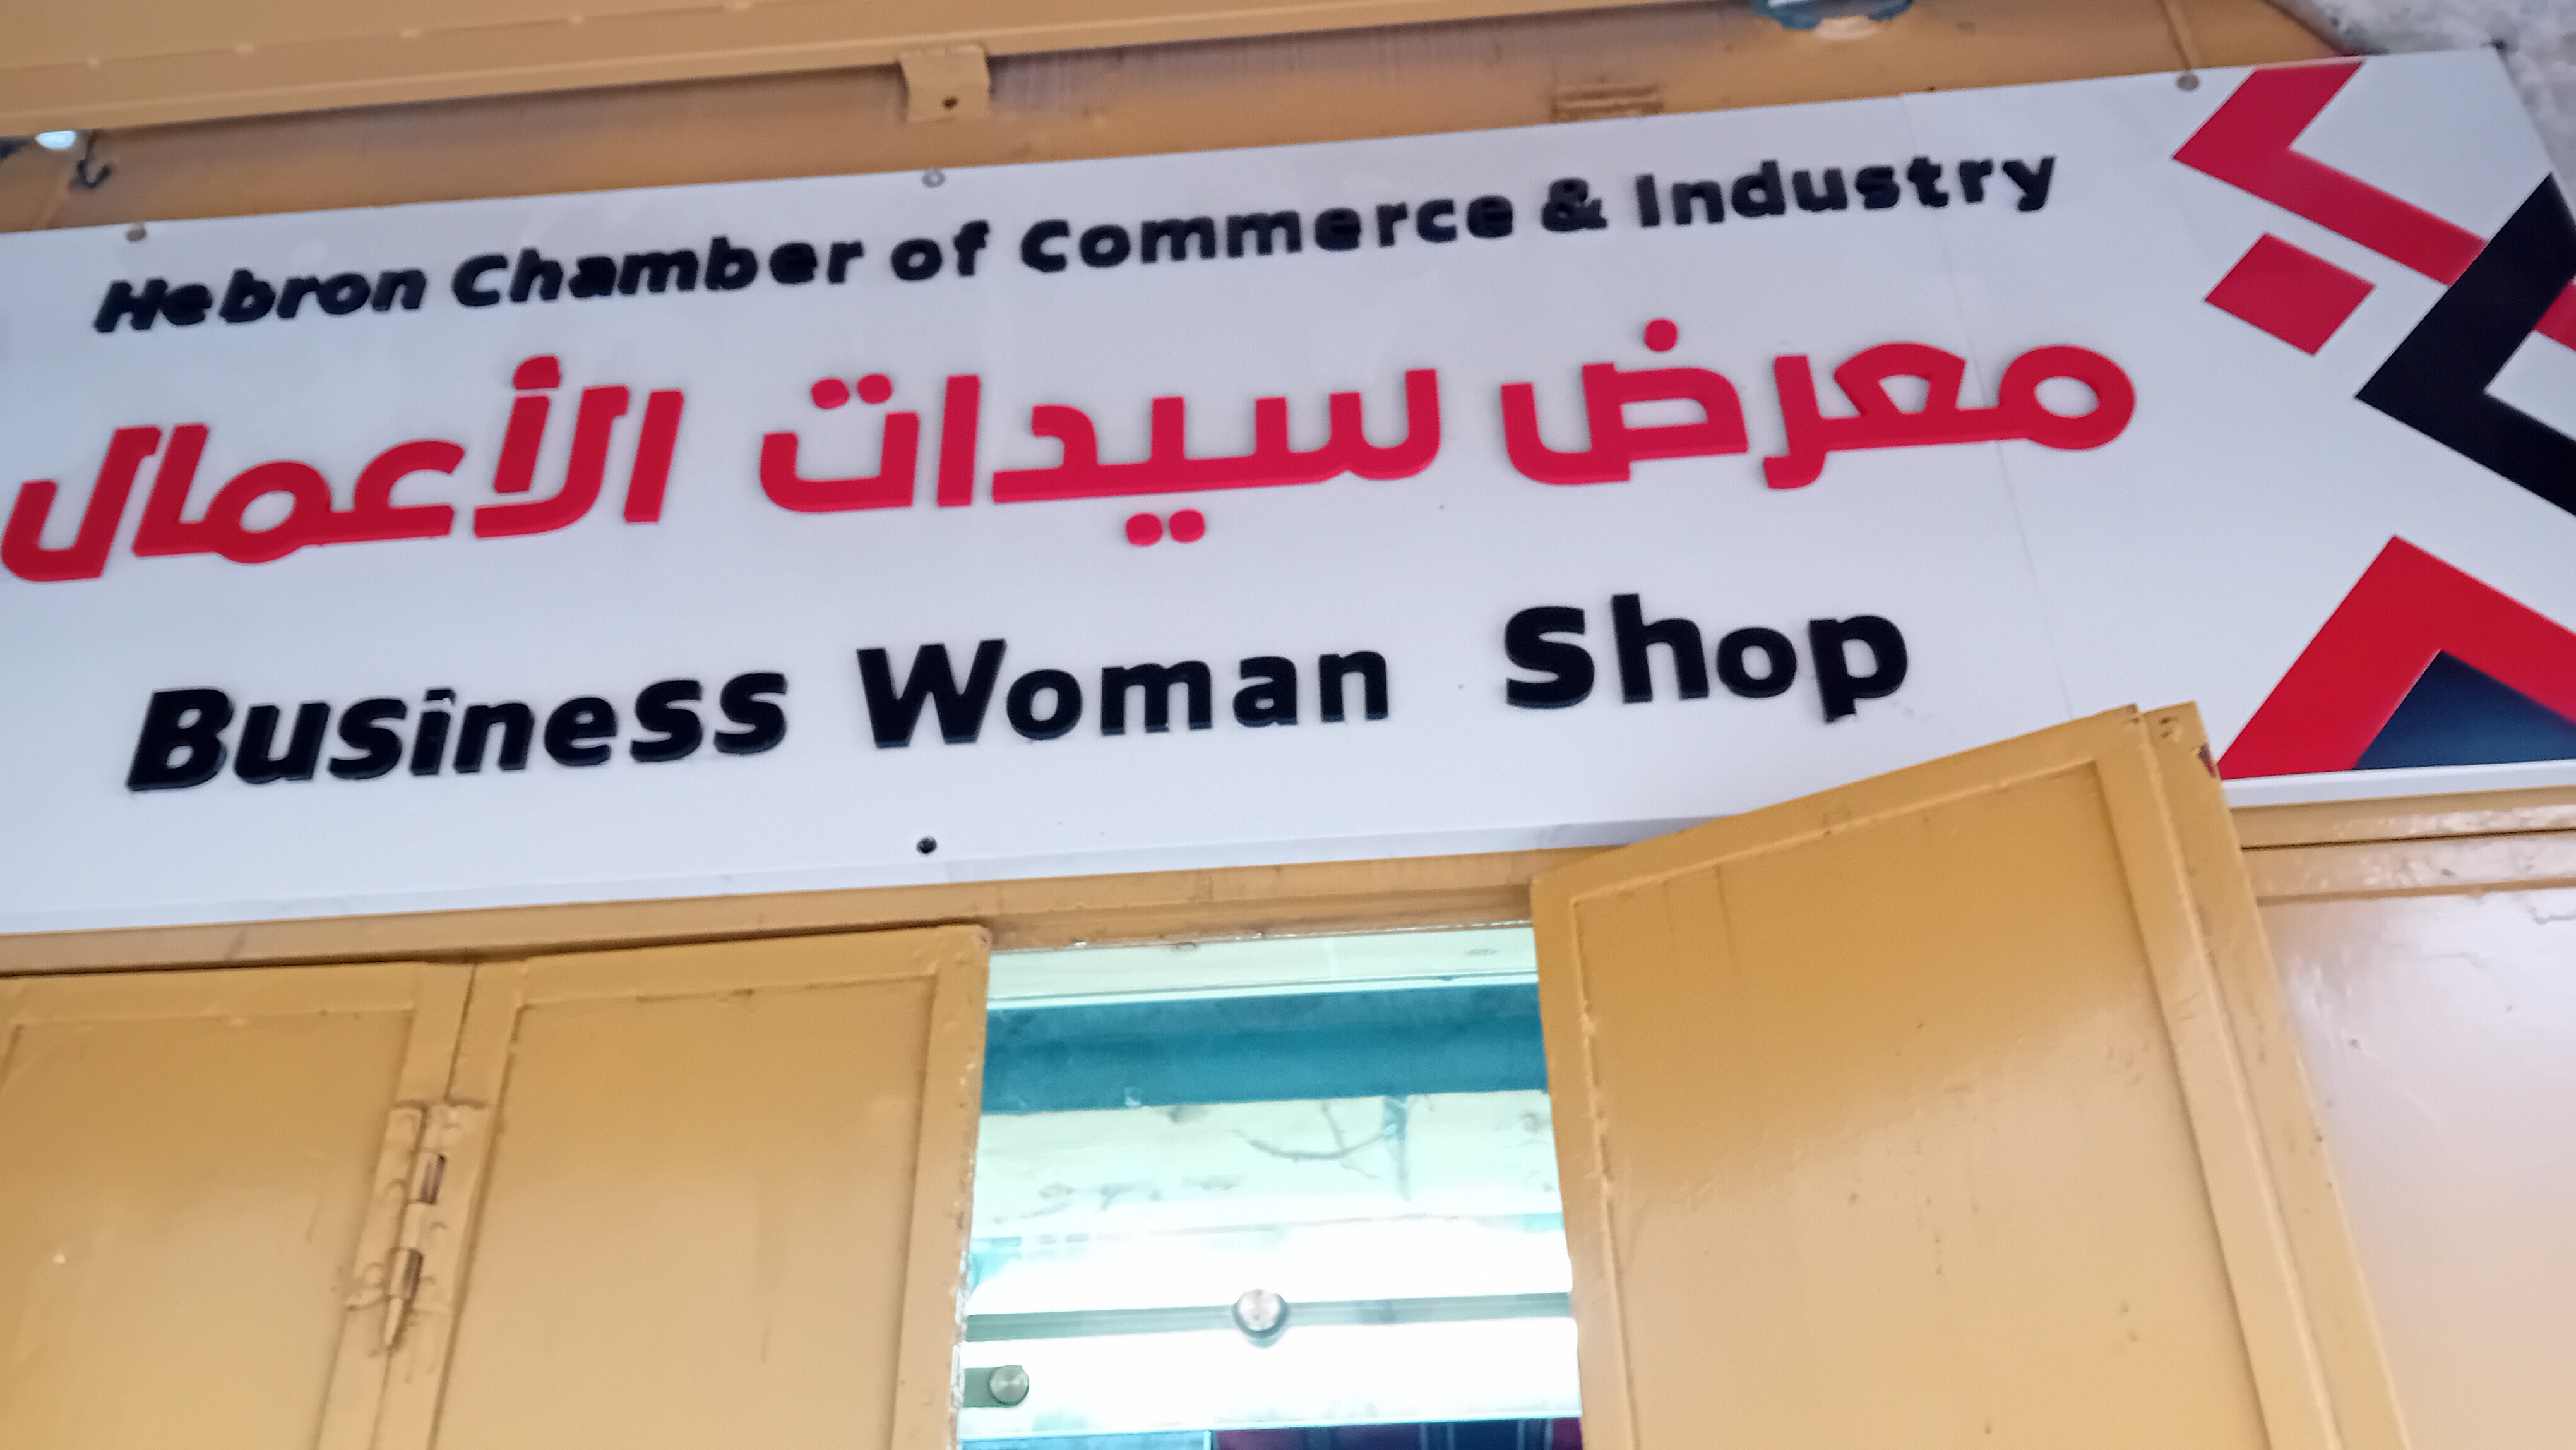 Hebron Chamber of Commerce & Industry
معرض سيدات الأعمال
Business Woman Shop